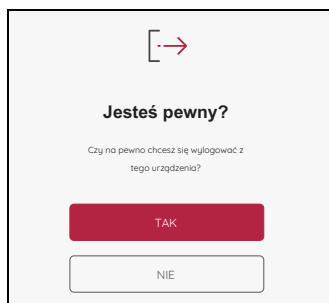 Jesteś pewny?
Czy na pewno chcesz się wylogować z
tego urządzenia?
TAK
NIE